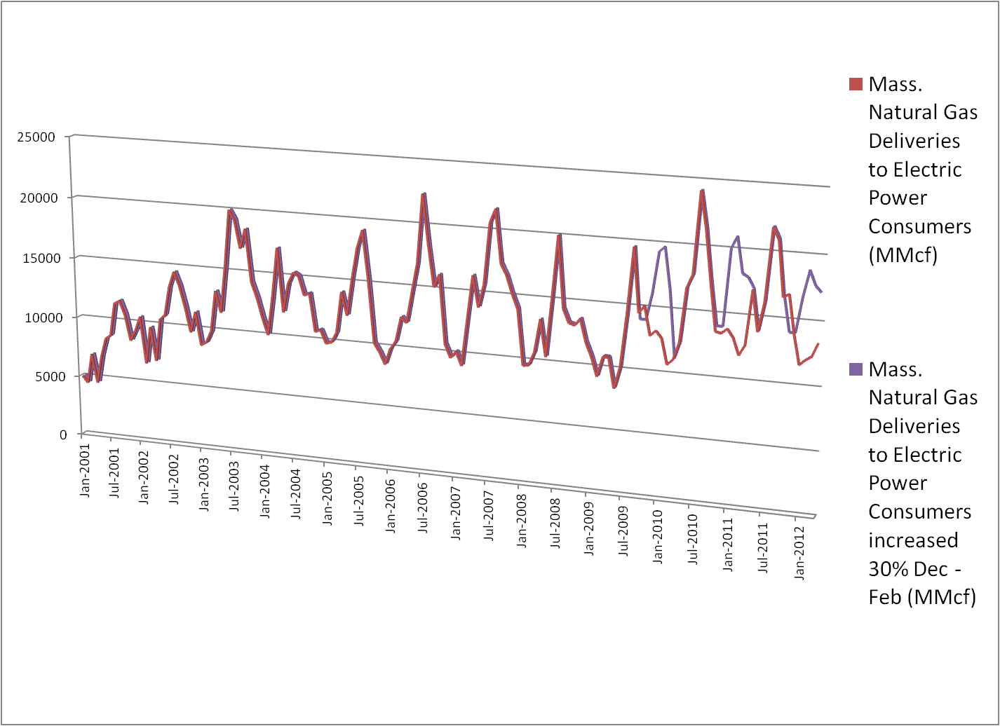 25000
20000
15000
10000
5000
0
Jan-2001
Jul-2001
Jan-2002
Jul-2002
Jan-2003
Jul-2003
Jan-2004
Jul-2004
Jan-2005
Jul-2005
Jan-2006
Jul-2006
Jan-2007
Jul-2007
Jan-2008
Jul-2008
Jan-2009
Jul-2009
Jan-2010
Jul-2010
Jan-2011
Jul-2011
Jan-2012
Mass.
Natural Gas
Deliveries
to Electric
Power
Consumers
(MMcf)
Mass.
Natural Gas
Deliveries
to Electric
Power
Consumers
increased
30% Dec -
Feb (MMcf)